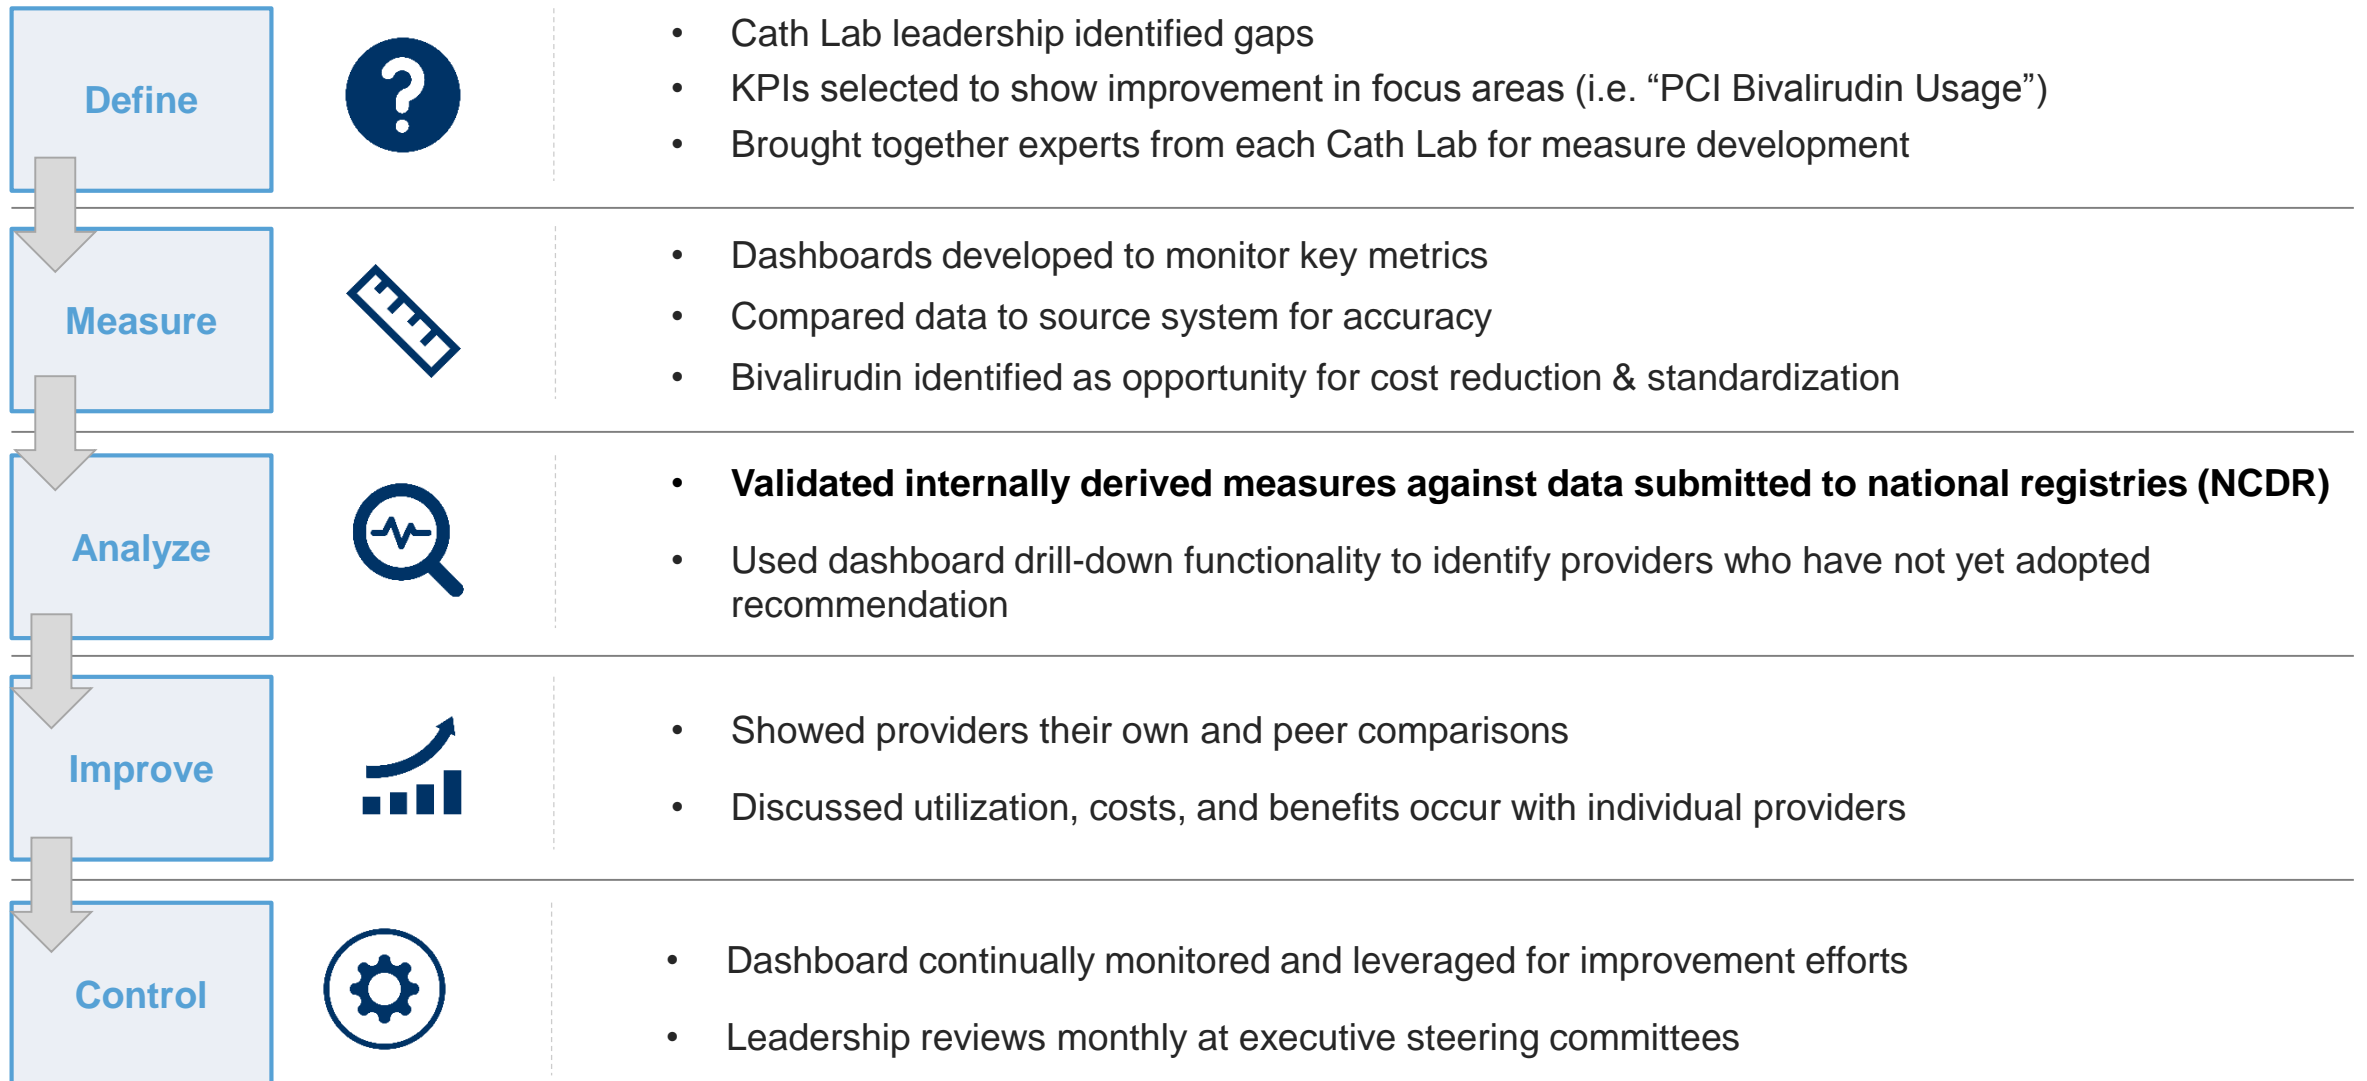 Define
• Cath Lab leadership identified gaps
• KPIs selected to show improvement in focus areas (i.e. “PCI Bivalirudin Usage”)
• Brought together experts from each Cath Lab for measure development
Measure
• Dashboards developed to monitor key metrics
• Compared data to source system for accuracy
• Bivalirudin identified as opportunity for cost reduction & standardization
Analyze
• Validated internally derived measures against data submitted to national registries (NCDR)
• Used dashboard drill-down functionality to identify providers who have not yet adopted
recommendation
Improve
• Showed providers their own and peer comparisons
• Discussed utilization, costs, and benefits occur with individual providers
Control
• Dashboard continually monitored and leveraged for improvement efforts
• Leadership reviews monthly at executive steering committees